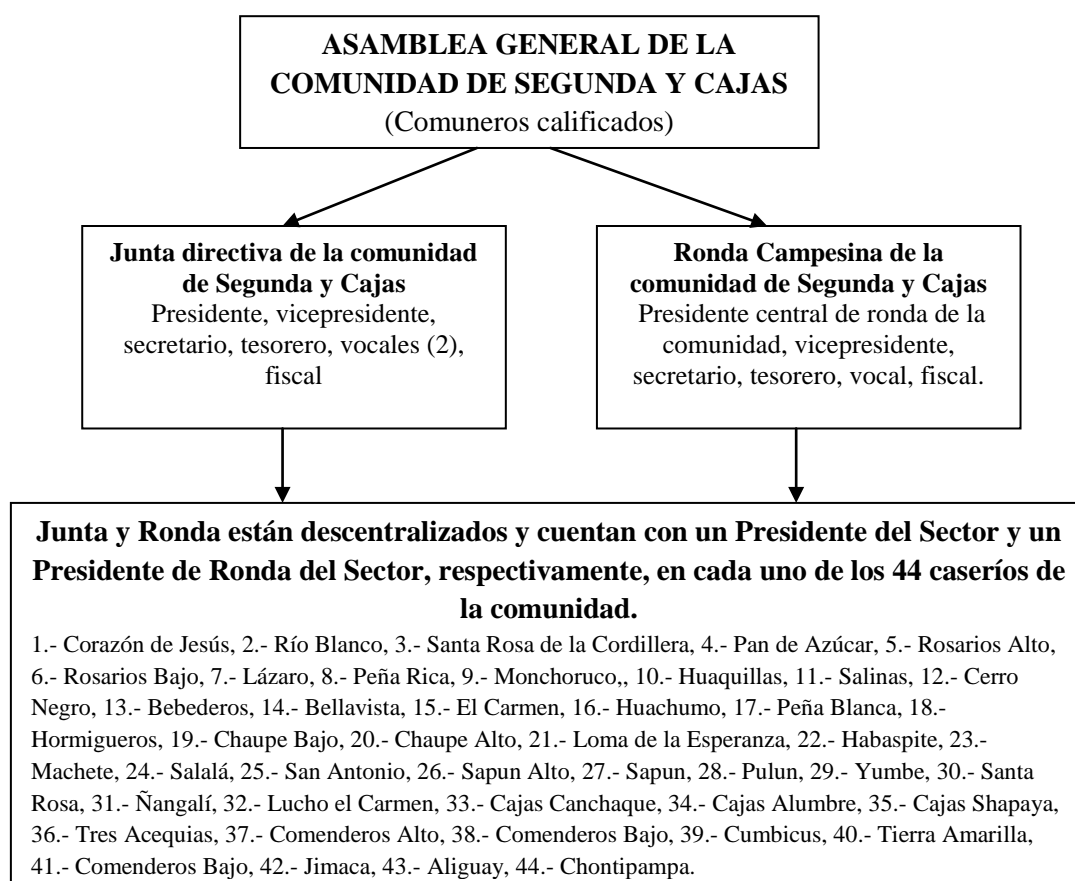 ASAMBLEA GENERAL DE LA
COMUNIDAD DE SEGUNDA Y CAJAS
(Comuneros calificados)
Junta directiva de la comunidad
de Segunda y Cajas
Presidente, vicepresidente,
secretario, tesorero, vocales (2),
fiscal
Ronda Campesina de la
comunidad de Segunda y Cajas
Presidente central de ronda de la
comunidad, vicepresidente,
secretario, tesorero, vocal, fiscal.
Junta y Ronda están descentralizados y cuentan con un Presidente del Sector y un
Presidente de Ronda del Sector, respectivamente, en cada uno de los 44 caseríos de
la comunidad.
1.- Corazón de Jesús, 2.- Río Blanco, 3.- Santa Rosa de la Cordillera, 4.- Pan de Azúcar, 5.- Rosarios Alto,
6.- Rosarios Bajo, 7.- Lázaro, 8.- Peña Rica, 9.- Monchoruco,, 10.- Huaquillas, 11.- Salinas, 12.- Cerro
Negro, 13.- Bebederos, 14.- Bellavista, 15.- El Carmen, 16.- Huachumo, 17.- Peña Blanca, 18.-
Hormigueros, 19.- Chaupe Bajo, 20.- Chaupe Alto, 21.- Loma de la Esperanza, 22.- Habaspite, 23.-
Machete, 24.- Salalá, 25.- San Antonio, 26.- Sapun Alto, 27.- Sapun, 28.- Pulun, 29.- Yumbe, 30.- Santa
Rosa, 31.- Ñangalí, 32.- Lucho el Carmen, 33.- Cajas Canchaque, 34.- Cajas Alumbre, 35.- Cajas Shapaya,
36.- Tres Acequias, 37.- Comenderos Alto, 38.- Comenderos Bajo, 39.- Cumbicus, 40.- Tierra Amarilla,
41.- Comenderos Bajo, 42.- Jimaca, 43.- Aliguay, 44.- Chontipampa.